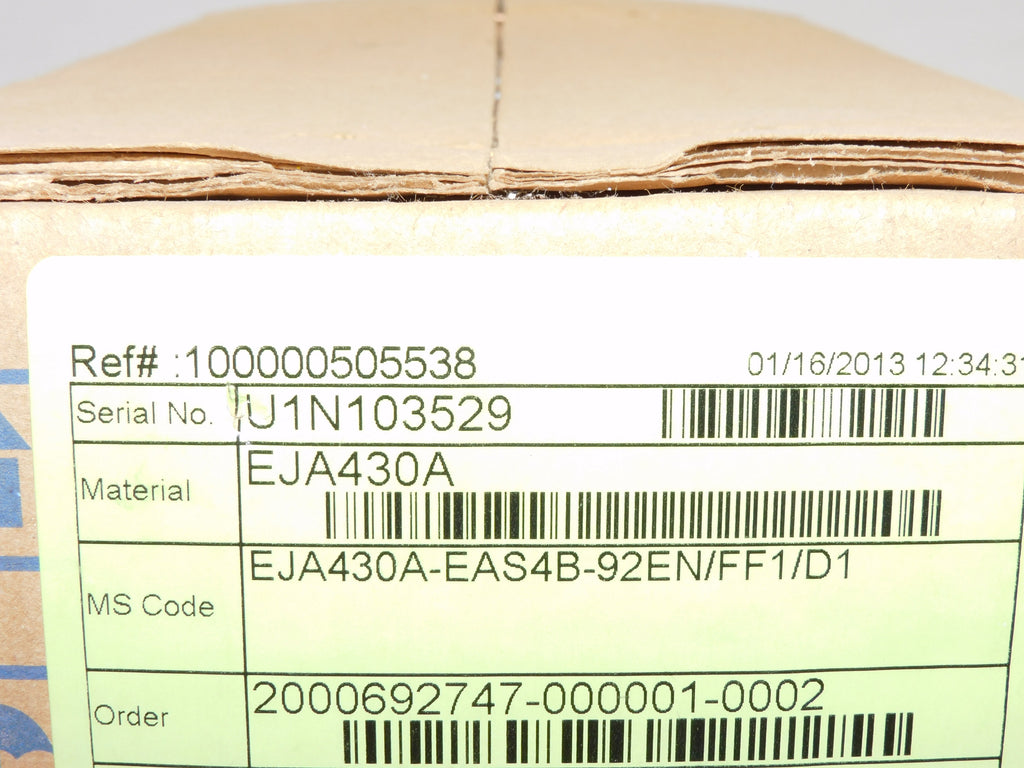 Ref# :100000505538 01/16/2013 12:34:31
Serial No. U1N103529
Material EJA430A
MS Code EJA430A-EAS4B-92EN/FF1/D1
Order 2000692747-000001-0002